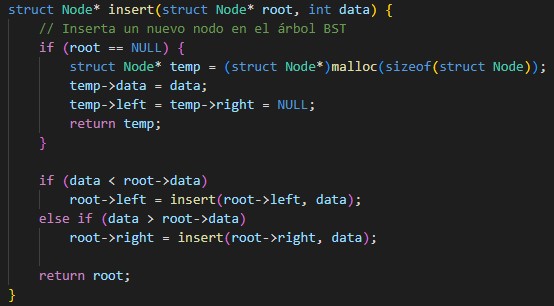 struct Node* insert(struct Node* root, int data) {
    // Inserta un nuevo nodo en el árbol BST
    if (root == NULL) {
        struct Node* temp = (struct Node*)malloc(sizeof(struct Node));
        temp->data = data;
        temp->left = temp->right = NULL;
        return temp;
    }

    if (data < root->data)
        root->left = insert(root->left, data);
    else if (data > root->data)
        root->right = insert(root->right, data);

    return root;
}